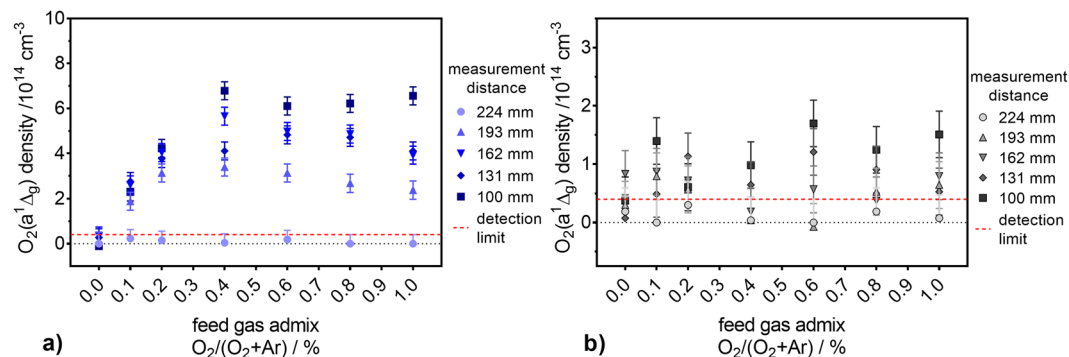 O₂(a¹Δg) density /10¹⁴ cm⁻³
10
8
6
4
2
0
0.0 0.1 0.2 0.3 0.4 0.5 0.6 0.7 0.8 0.9 1.0
feed gas admix
O₂/(O₂+Ar) / %
a)
measurement
distance
224 mm
193 mm
162 mm
131 mm
100 mm
detection
limit
O₂(a¹Δg) density /10¹⁴ cm⁻³
3
2
1
0
0.0 0.1 0.2 0.3 0.4 0.5 0.6 0.7 0.8 0.9 1.0
feed gas admix
O₂/(O₂+Ar) / %
b)
measurement
distance
224 mm
193 mm
162 mm
131 mm
100 mm
detection
limit